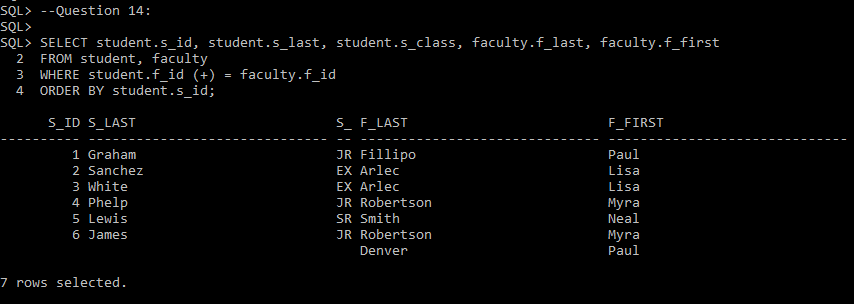 SQL> --Question 14:
SQL>
SQL> SELECT student.s_id, student.s_last, student.s_class, faculty.f_last, faculty.f_first
  2  FROM student, faculty
  3  WHERE student.f_id (+) = faculty.f_id
  4  ORDER BY student.s_id;

      S_ID S_LAST                         S_ F_LAST                         F_FIRST
---------- ------------------------------ -- ------------------------------ ------------------------------
         1 Graham                         JR Fillipo                        Paul
         2 Sanchez                        EX Arlec                          Lisa
         3 White                          EX Arlec                          Lisa
         4 Phelp                          JR Robertson                      Myra
         5 Lewis                          SR Smith                          Neal
         6 James                          JR Robertson                      Myra
                                             Denver                         Paul

7 rows selected.